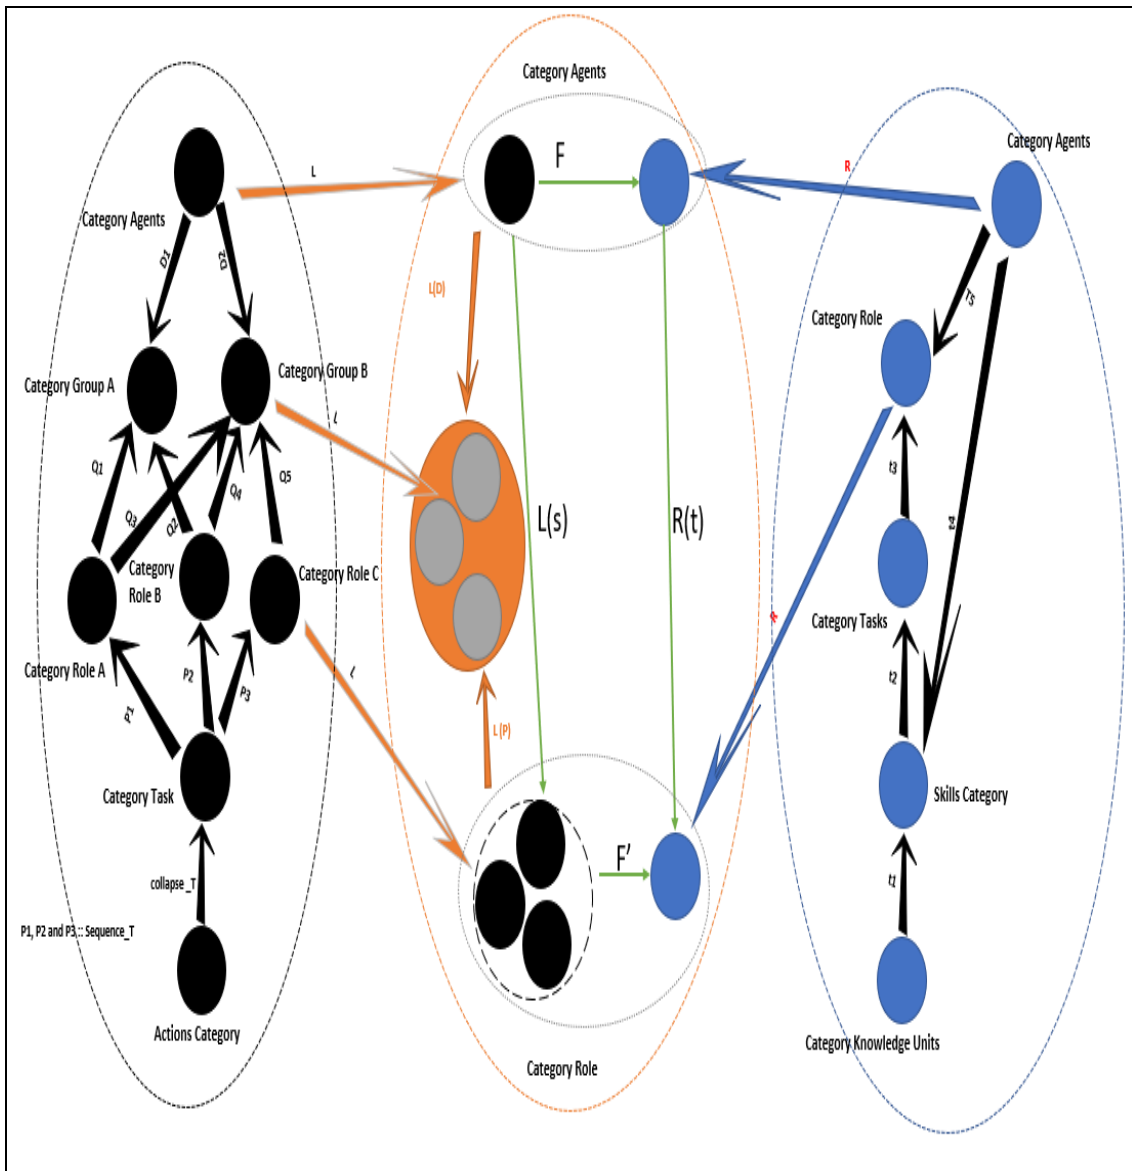 Category Agents
F
Category Agents
R
L
Category Agents
D1
D2
L(D)
T5
Category Role
Category Group A
Category Group B
L
Q1
Q3
Q2
Q4
Q5
t3
L(s)
R(t)
t4
Category
Role B
Category Role C
Category Tasks
R
Category Role A
L
P1
P2
P3
t2
L (P)
Category Task
Skills Category
F'
collapse _T
t1
P1, P2 and P3 :: Sequence_T
Actions Category
Category Knowledge Units
Category Role